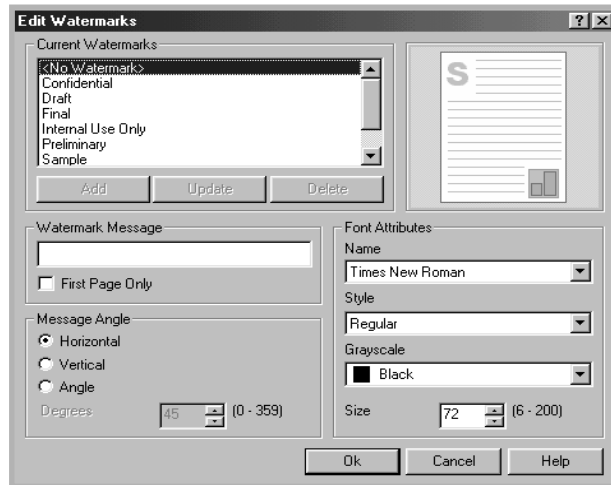 Edit Watermarks
Current Watermarks
<No Watermark>
Confidential
Draft
Final
Internal Use Only
Preliminary
Sample
Add Update Delete
S
Watermark Message
First Page Only
Message Angle
Horizontal
Vertical
Angle
Degrees 45 (0 - 359)
Font Attributes
Name
Times New Roman
Style
Regular
Grayscale
Black
Size 72 (6 - 200)
Ok Cancel Help